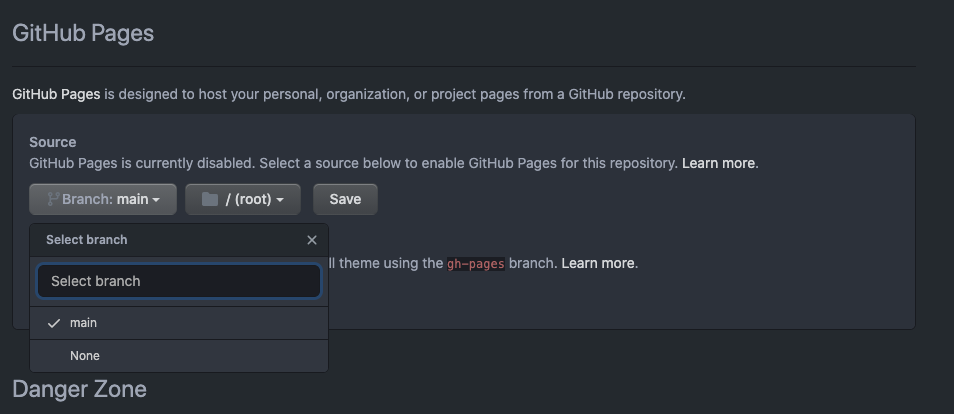 GitHub Pages
GitHub Pages is designed to host your personal, organization, or project pages from a GitHub repository.
Source
GitHub Pages is currently disabled. Select a source below to enable GitHub Pages for this repository. Learn more.
Branch: main
/ (root)
Save
Select branch
ll theme using the gh-pages branch. Learn more.
Select branch
main
None
Danger Zone